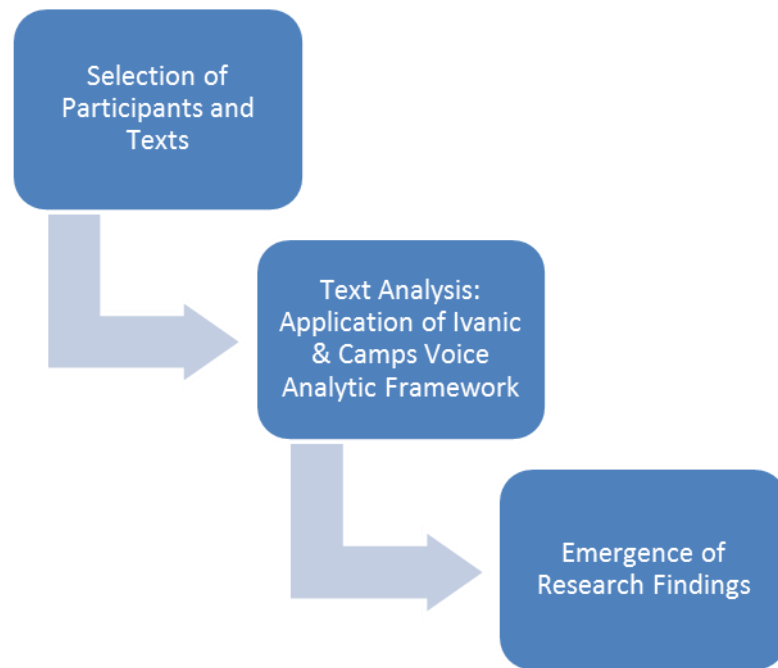 Selection of
Participants and
Texts
Text Analysis:
Application of Ivanic
& Camps Voice
Analytic Framework
Emergence of
Research Findings